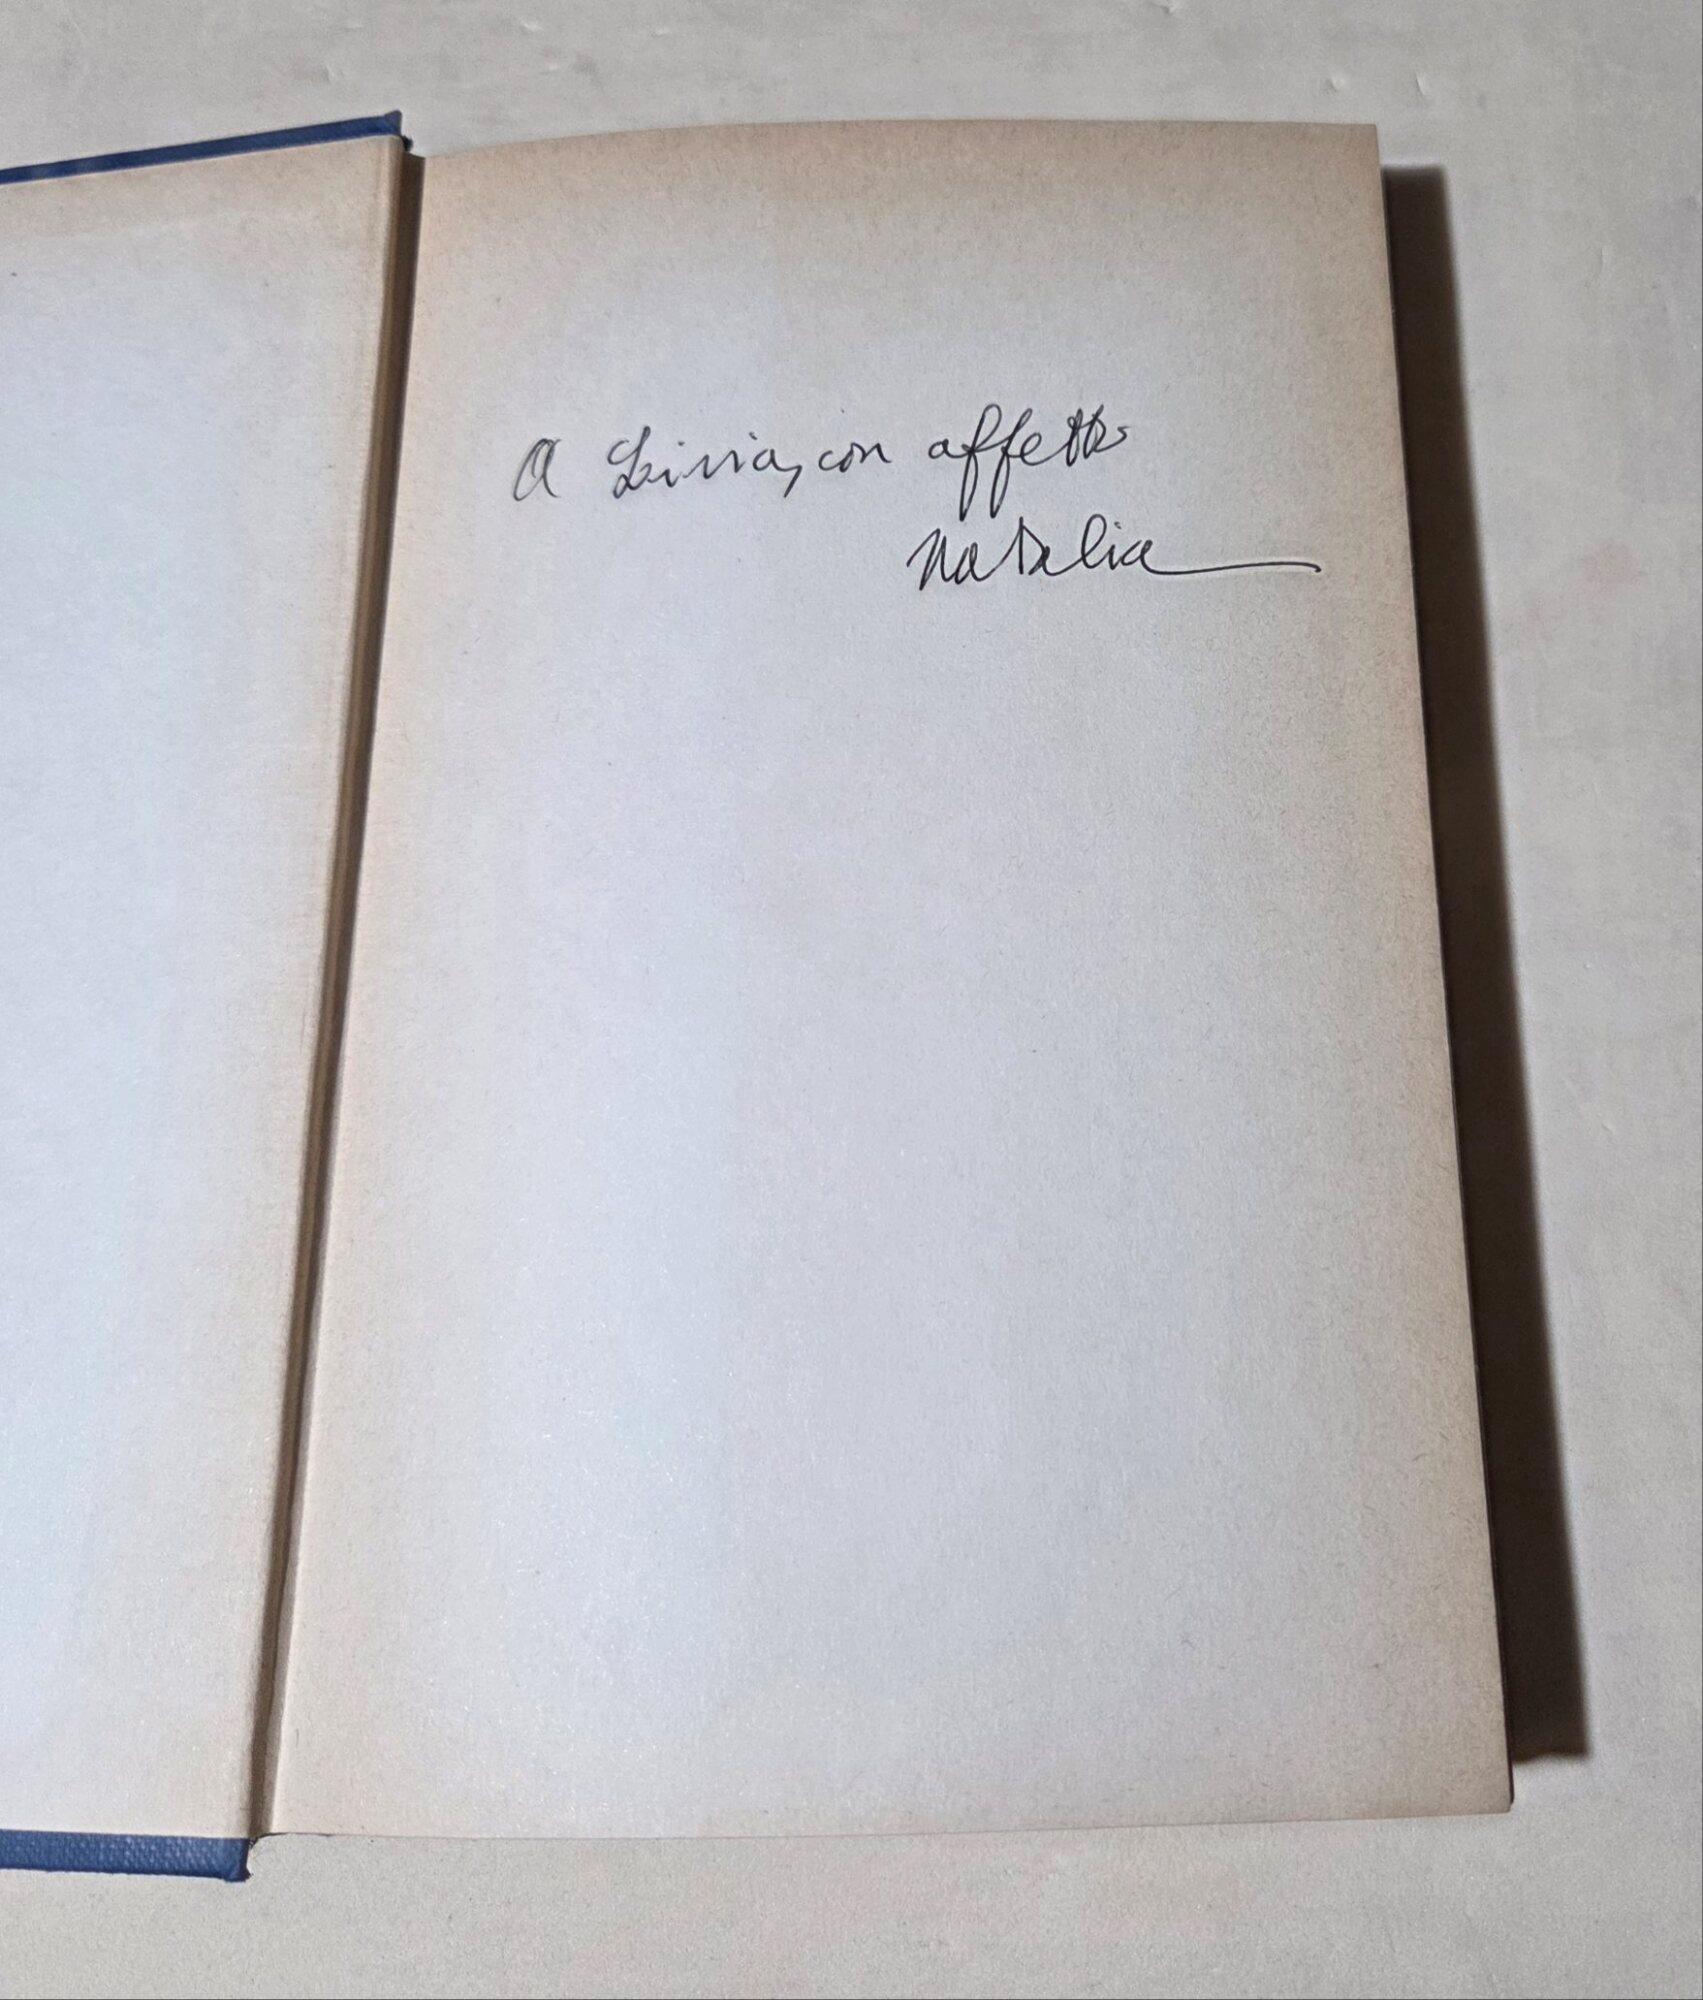 A Livia, con affetto
Natalia